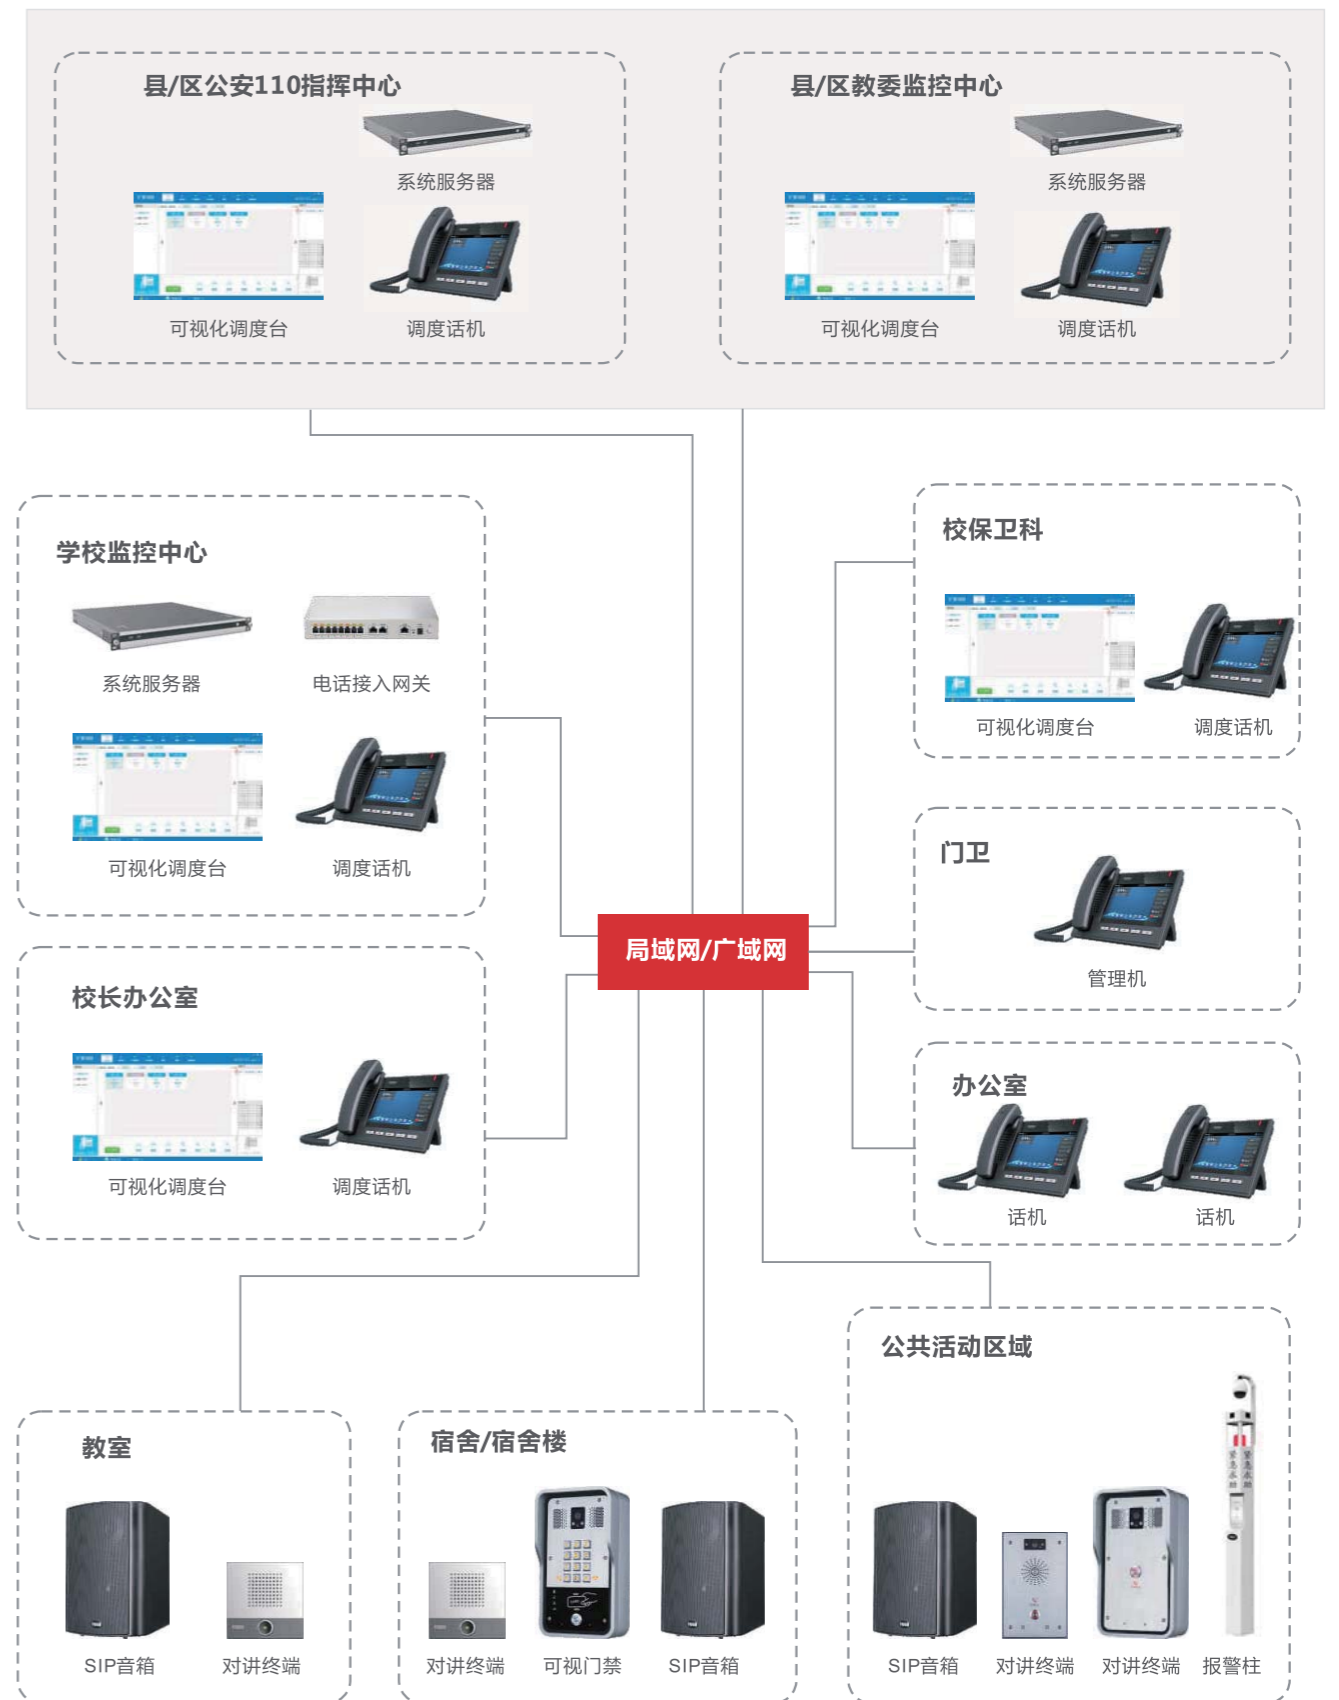 县/区公安110指挥中心
系统服务器
可视化调度台
调度话机
县/区教委监控中心
系统服务器
可视化调度台
调度话机
学校监控中心
系统服务器
电话接入网关
可视化调度台
调度话机
校保卫科
可视化调度台
调度话机
门卫
管理机
局域网/广域网
校长办公室
可视化调度台
调度话机
办公室
话机
话机
公共活动区域
紧急求助
紧急求助
SIP音箱
对讲终端
对讲终端
报警柱
教室
SIP音箱
对讲终端
宿舍/宿舍楼
对讲终端
可视门禁
SIP音箱